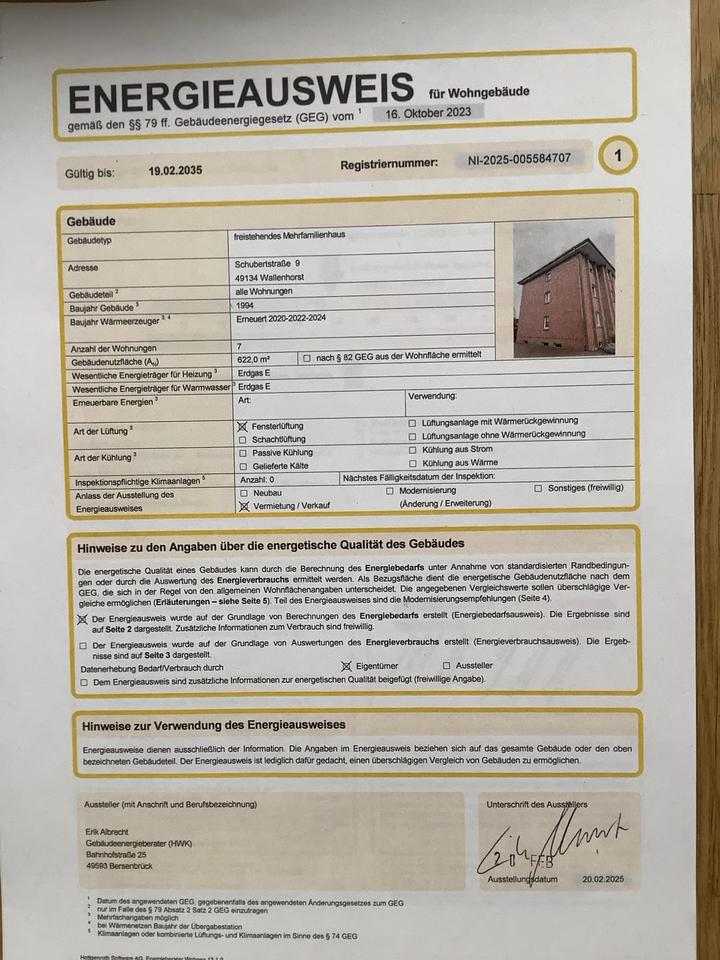 ENERGIEAUSWEIS für Wohngebäude
gemäß den §§ 79 ff. Gebäudeenergiegesetz (GEG) vom ¹ 16. Oktober 2023
Gültig bis: 19.02.2035 Registriernummer: NI-2025-005584707 1
Gebäude
Gebäudetyp freistehendes Mehrfamilienhaus
Adresse Schubertstraße 9
49134 Wallenhorst
Gebäudeteil ² alle Wohnungen
Baujahr Gebäude ³ 1994
Baujahr Wärmeerzeuger ³· ⁴ Erneuert 2020-2022-2024
Anzahl der Wohnungen 7
Gebäudenutzfläche (AN) 622,0 m² ☐ nach § 82 GEG aus der Wohnfläche ermittelt
Wesentliche Energieträger für Heizung ³ Erdgas E
Wesentliche Energieträger für Warmwasser ³ Erdgas E
Erneuerbare Energien ³ Art: Verwendung:
Art der Lüftung ³ ☒ Fensterlüftung ☐ Lüftungsanlage mit Wärmerückgewinnung
☐ Schachtlüftung ☐ Lüftungsanlage ohne Wärmerückgewinnung
Art der Kühlung ³ ☐ Passive Kühlung ☐ Kühlung aus Strom
☐ Gelieferte Kälte ☐ Kühlung aus Wärme
Inspektionspflichtige Klimaanlagen ⁵ Anzahl: 0 Nächstes Fälligkeitsdatum der Inspektion:
Anlass der Ausstellung des ☐ Neubau ☐ Modernisierung ☐ Sonstiges (freiwillig)
Energieausweises ☒ Vermietung / Verkauf (Änderung / Erweiterung)
Hinweise zu den Angaben über die energetische Qualität des Gebäudes
Die energetische Qualität eines Gebäudes kann durch die Berechnung des Energiebedarfs unter Annahme von standardisierten Randbedingun-
gen oder durch die Auswertung des Energieverbrauchs ermittelt werden. Als Bezugsfläche dient die energetische Gebäudenutzfläche nach dem
GEG, die sich in der Regel von den allgemeinen Wohnflächenangaben unterscheidet. Die angegebenen Vergleichswerte sollen überschlägige Ver-
gleiche ermöglichen (Erläuterungen – siehe Seite 5). Teil des Energieausweises sind die Modernisierungsempfehlungen (Seite 4).
☒ Der Energieausweis wurde auf der Grundlage von Berechnungen des Energiebedarfs erstellt (Energiebedarfsausweis). Die Ergebnisse sind
auf Seite 2 dargestellt. Zusätzliche Informationen zum Verbrauch sind freiwillig.
☐ Der Energieausweis wurde auf der Grundlage von Auswertungen des Energieverbrauchs erstellt (Energieverbrauchsausweis). Die Ergeb-
nisse sind auf Seite 3 dargestellt.
Datenerhebung Bedarf/Verbrauch durch ☒ Eigentümer ☐ Aussteller
☐ Dem Energieausweis sind zusätzliche Informationen zur energetischen Qualität beigefügt (freiwillige Angabe).
Hinweise zur Verwendung des Energieausweises
Energieausweise dienen ausschließlich der Information. Die Angaben im Energieausweis beziehen sich auf das gesamte Gebäude oder den oben
bezeichneten Gebäudeteil. Der Energieausweis ist lediglich dafür gedacht, einen überschlägigen Vergleich von Gebäuden zu ermöglichen.
Aussteller (mit Anschrift und Berufsbezeichnung) Unterschrift des Ausstellers
Erik Albrecht
Gebäudeenergieberater (HWK)
Bahnhofstraße 25
49593 Bersenbrück
Ausstellungsdatum 20.02.2025
¹ Datum des angewendeten GEG, gegebenenfalls des angewendeten Änderungsgesetzes zum GEG
² nur im Falle des § 79 Absatz 2 Satz 2 GEG einzutragen
³ Mehrfachangaben möglich
⁴ bei Wärmenetzen Baujahr der Übergabestation
⁵ Klimaanlagen oder kombinierte Lüftungs- und Klimaanlagen im Sinne des § 74 GEG